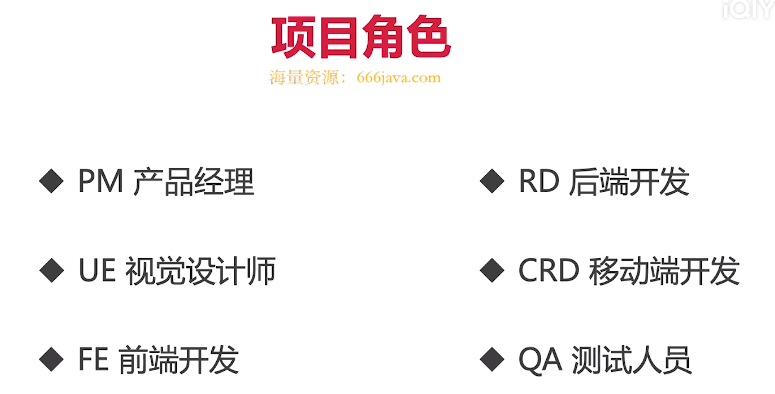 iQIY
项目角色
海量资源：666java.com
◆ PM 产品经理
◆ RD 后端开发
◆ UE 视觉设计师
◆ CRD 移动端开发
◆ FE 前端开发
◆ QA 测试人员